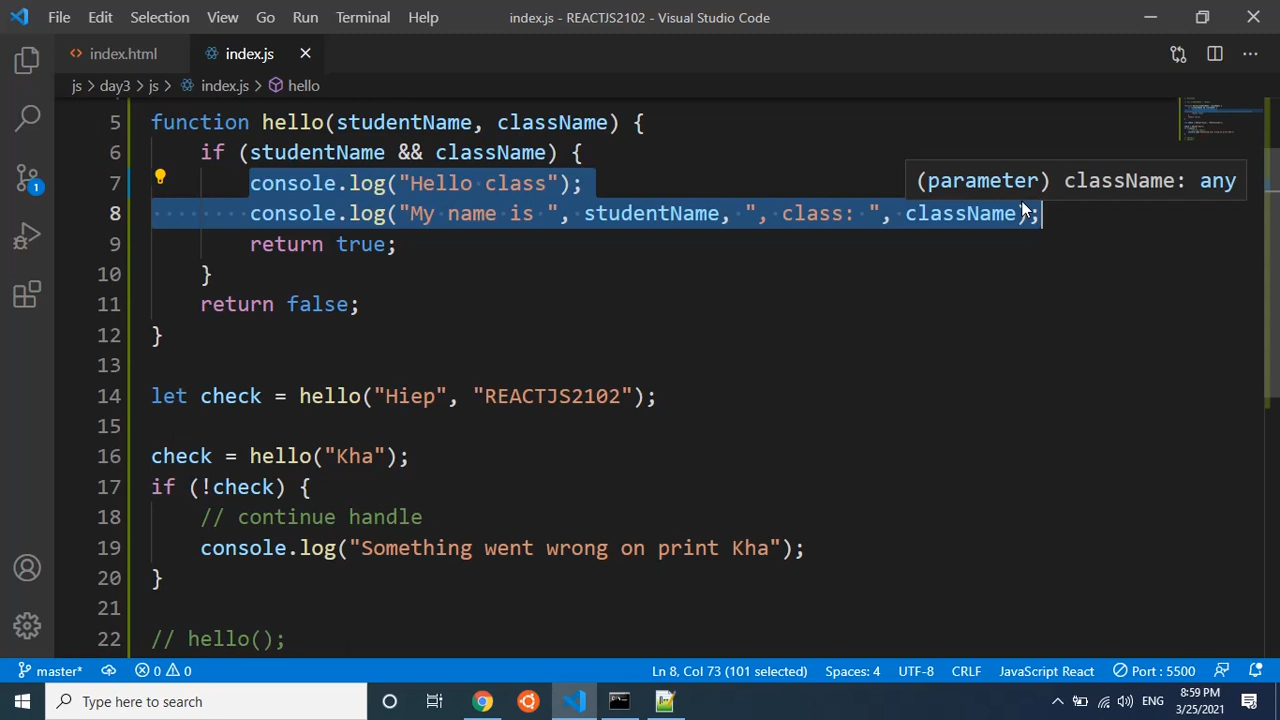 File Edit Selection View Go Run Terminal Help index.js - REACTJS2102 - Visual Studio Code
index.html index.js
js > day3 > js > index.js > hello
5 function hello(studentName, className) {
6 if (studentName && className) {
7 console.log("Hello class");
(parameter) className: any
8 console.log("My name is ", studentName, ", class: ", className);
9 return true;
10 }
11 return false;
12 }
13
14 let check = hello("Hiep", "REACTJS2102");
15
16 check = hello("Kha");
17 if (!check) {
18 // continue handle
19 console.log("Something went wrong on print Kha");
20 }
21
22 // hello();
1
master* 0 0 Ln 8, Col 73 (101 selected) Spaces: 4 UTF-8 CRLF JavaScript React Port : 5500
Type here to search ENG 8:59 PM
3/25/2021